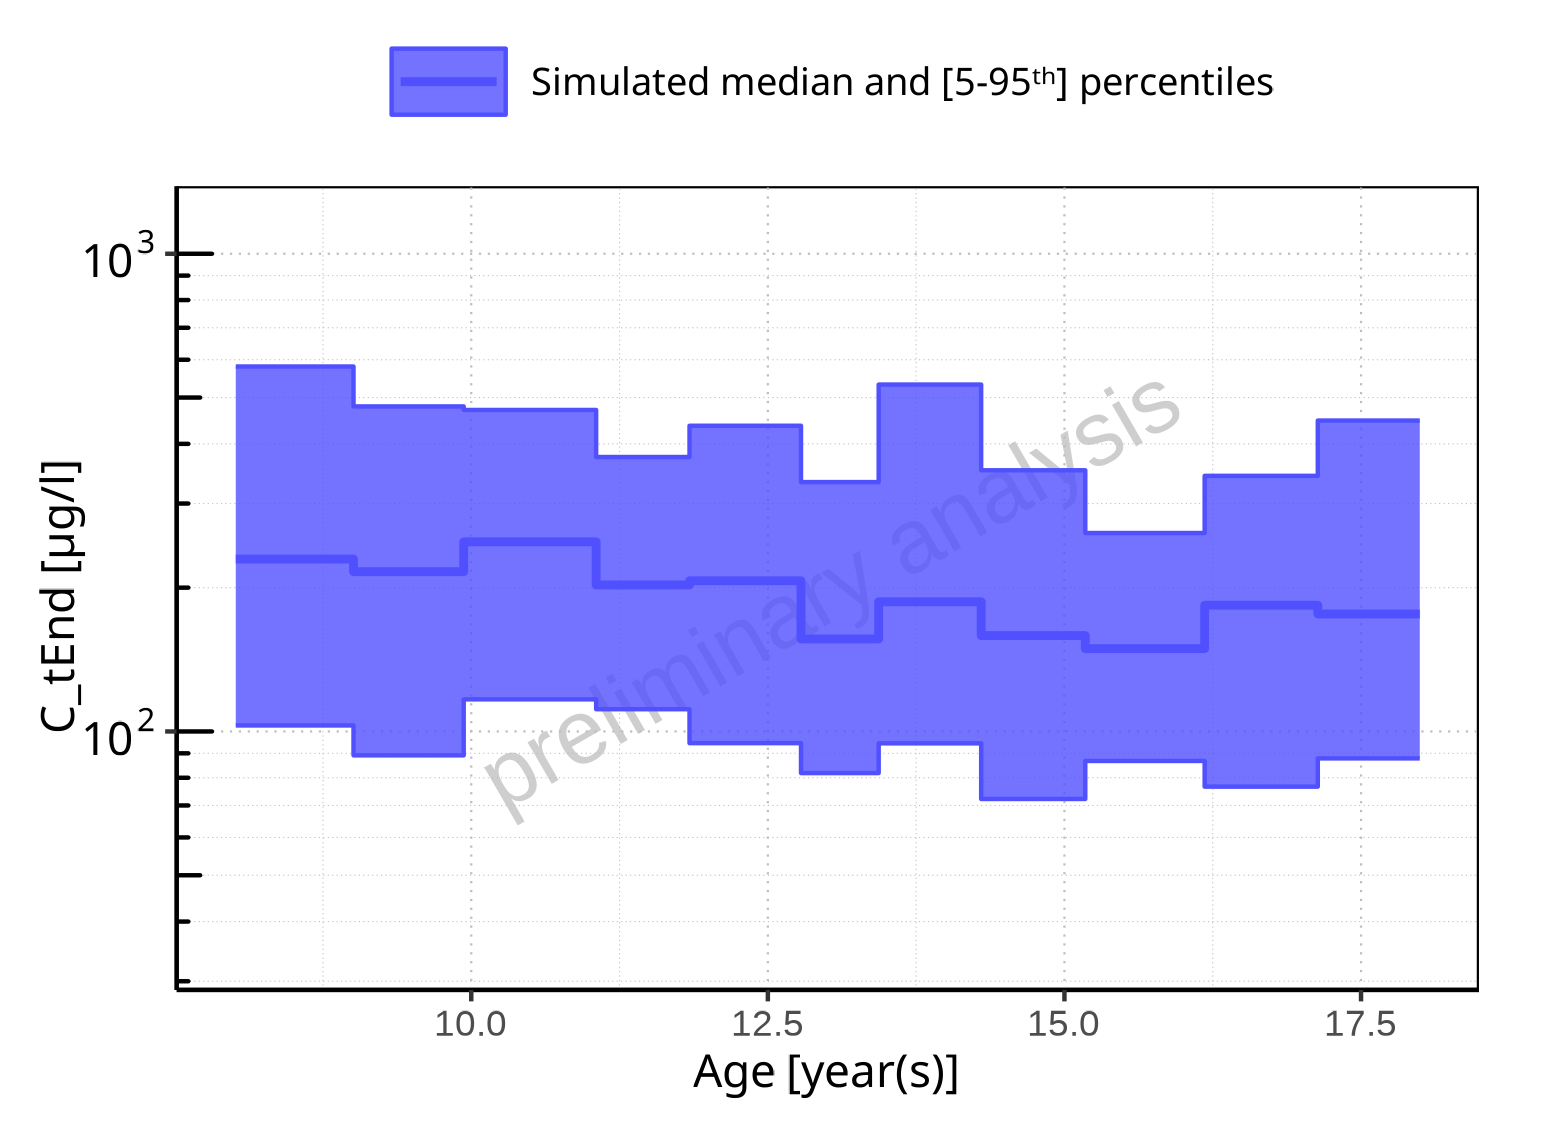 Simulated median and [5-95ᵗʰ] percentiles
10³
10²
C_tEnd [µg/l]
preliminary analysis
10.0 12.5 15.0 17.5
Age [year(s)]